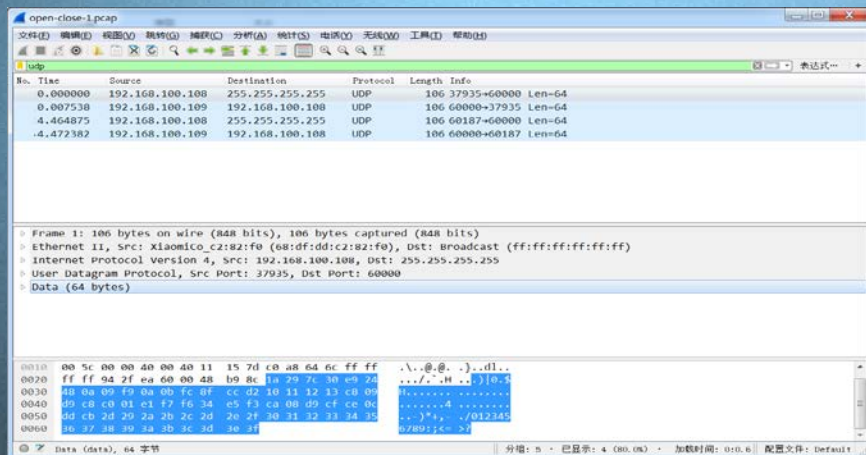 open-close-1.pcap
文件(F) 编辑(E) 视图(V) 跳转(G) 捕获(C) 分析(A) 统计(S) 电话(Y) 无线(W) 工具(T) 帮助(H)
udp 表达式… +
No. Time Source Destination Protocol Length Info
0.000000 192.168.100.108 255.255.255.255 UDP 106 37935→60000 Len=64
0.007538 192.168.100.109 192.168.100.108 UDP 106 60000→37935 Len=64
4.464875 192.168.100.108 255.255.255.255 UDP 106 60187→60000 Len=64
4.472382 192.168.100.109 192.168.100.108 UDP 106 60000→60187 Len=64
Frame 1: 106 bytes on wire (848 bits), 106 bytes captured (848 bits)
Ethernet II, Src: XiaomiCo_c2:82:f0 (68:df:dd:c2:82:f0), Dst: Broadcast (ff:ff:ff:ff:ff:ff)
Internet Protocol Version 4, Src: 192.168.100.108, Dst: 255.255.255.255
User Datagram Protocol, Src Port: 37935, Dst Port: 60000
Data (64 bytes)
0010 00 5c 00 00 40 00 40 11 15 7d c0 a8 64 6c ff ff .\..@.@. .}..dl..
0020 ff ff 94 2f ea 60 00 48 b9 8c 1a 29 7c 30 e9 24 .../.`.H ...)|0.$
0030 48 0a 09 f9 0a 0b fc 8f cc d2 10 11 12 13 c8 09 H....... ........
0040 d9 c8 c0 01 e1 f7 f6 34 e5 f3 ca 08 d9 cf ce 0c .......4 ........
0050 dd cb 2d 29 2a 2b 2c 2d 2e 2f 30 31 32 33 34 35 ..-)*+,- ./012345
0060 36 37 38 39 3a 3b 3c 3d 3e 3f 6789:;<= >?
Data (data), 64 字节 分组: 5 · 已显示: 4 (80.0%) · 加载时间: 0:0.6 配置文件: Default